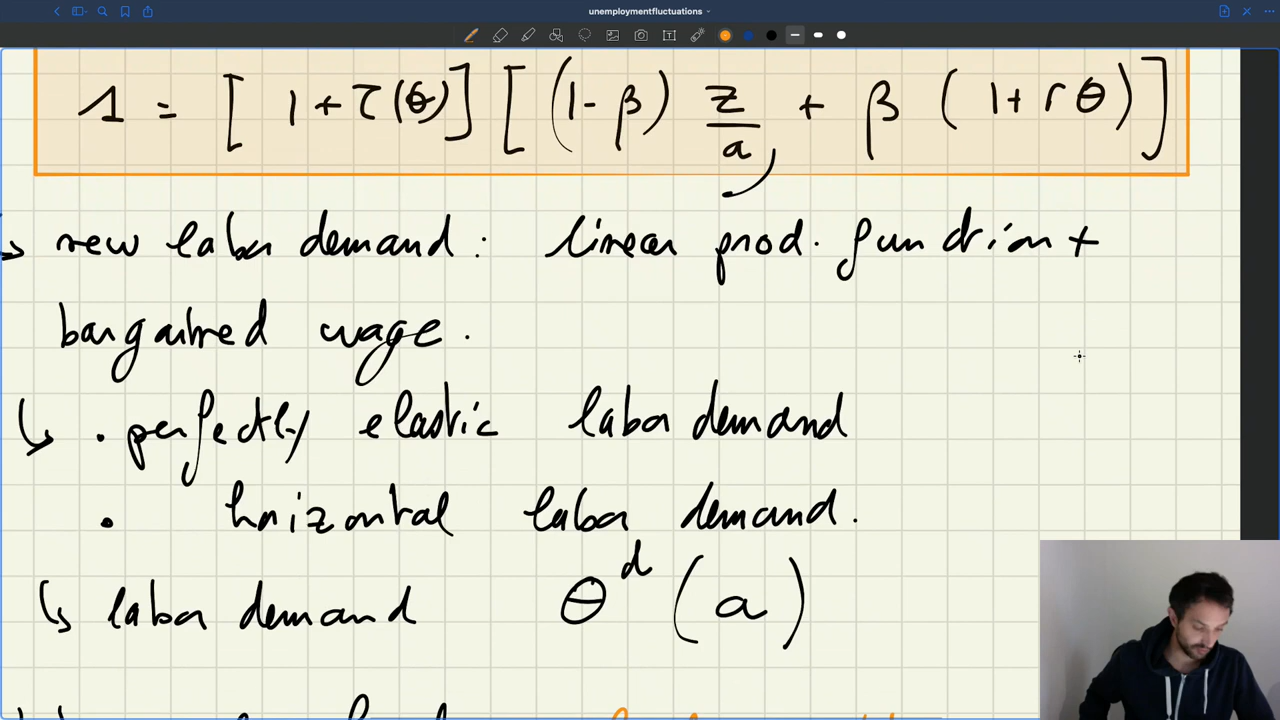 unemploymentfluctuations
1 = [ 1 + τ(θ) ] [ (1 - β) z/a + β ( 1 + rθ ) ]
↳ new labor demand : linear prod. function +
bargained wage .
↳ . perfectly elastic labor demand
. horizontal labor demand .
↳ labor demand θ^d ( a )